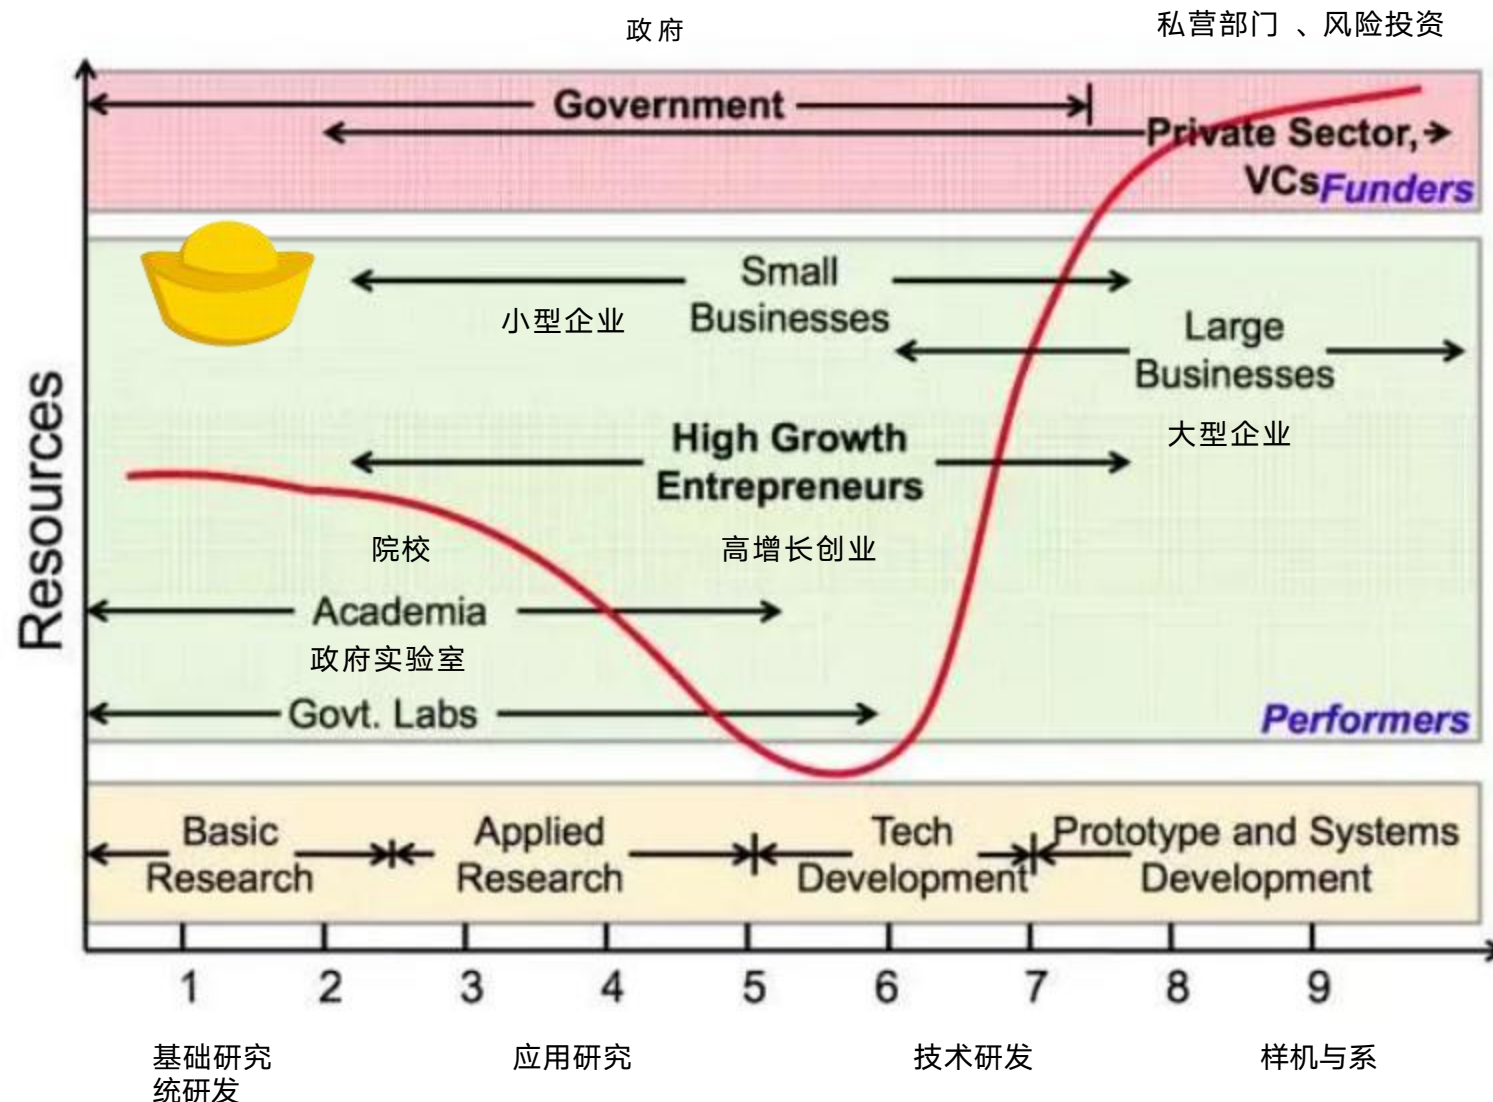 政府
私营部门 、风险投资
Government
Private Sector,
VCs
Funders
Small
Businesses
小型企业
Large
Businesses
大型企业
High Growth
Entrepreneurs
高增长创业
院校
Academia
政府实验室
Govt. Labs
Performers
Resources
Basic
Research
Applied
Research
Tech
Development
Prototype and Systems
Development
1 2 3 4 5 6 7 8 9
基础研究 应用研究 技术研发 样机与系
统研发